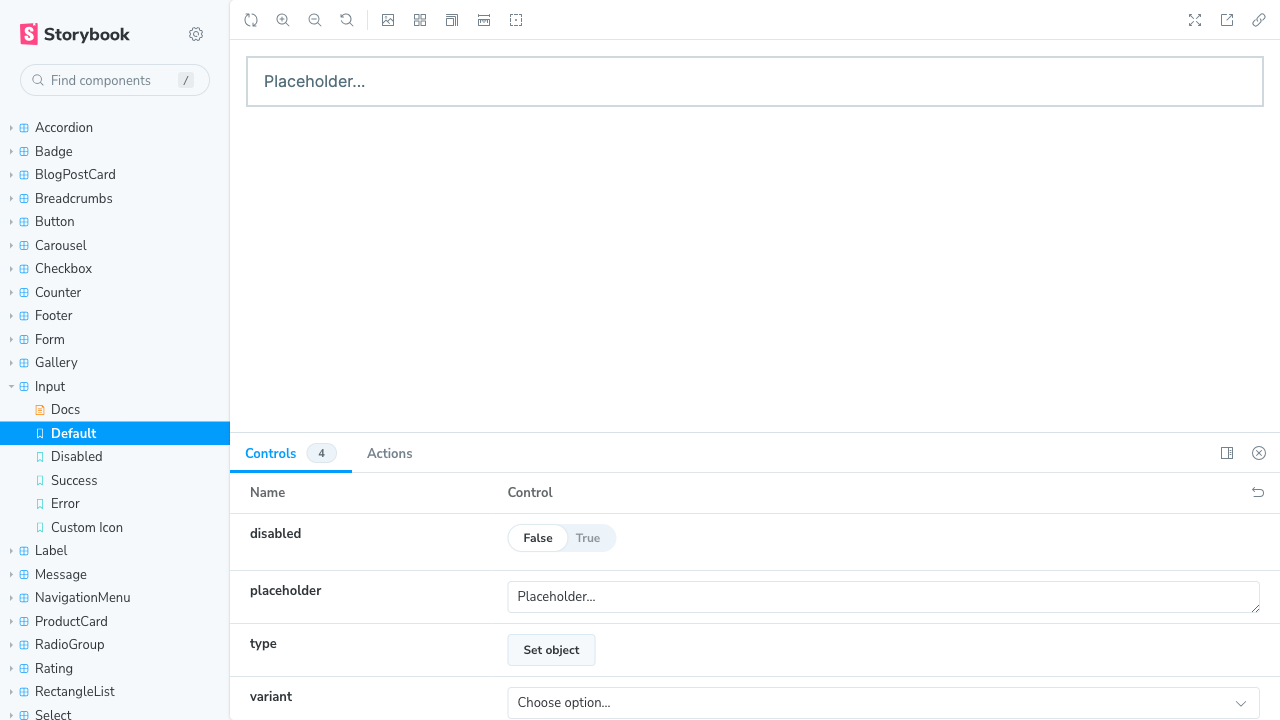 Storybook
Find components
/
Accordion
Badge
BlogPostCard
Breadcrumbs
Button
Carousel
Checkbox
Counter
Footer
Form
Gallery
Input
Docs
Default
Disabled
Success
Error
Custom Icon
Label
Message
NavigationMenu
ProductCard
RadioGroup
Rating
RectangleList
Select
Placeholder...
Controls 4 Actions
Name Control
disabled False True
placeholder Placeholder...
type Set object
variant Choose option...